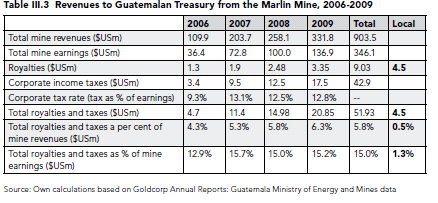 Table III.3 Revenues to Guatemalan Treasury from the Marlin Mine, 2006-2009
2006 2007 2008 2009 Total Local
Total mine revenues ($USm) 109.9 203.7 258.1 331.8 903.5
Total mine earnings ($USm) 36.4 72.8 100.0 136.9 346.1
Royalties ($USm) 1.3 1.9 2.48 3.35 9.03 4.5
Corporate income taxes ($USm) 3.4 9.5 12.5 17.5 42.9
Corporate tax rate (tax as % of earnings) 9.3% 13.1% 12.5% 12.8% --
Total royalties and taxes ($USm) 4.7 11.4 14.98 20.85 51.93 4.5
Total royalties and taxes a per cent of 4.3% 5.3% 5.8% 6.3% 5.8% 0.5%
mine revenues ($USm)
Total royalties and taxes as % of mine 12.9% 15.7% 15.0% 15.2% 15.0% 1.3%
earnings ($USm)
Source: Own calculations based on Goldcorp Annual Reports: Guatemala Ministry of Energy and Mines data